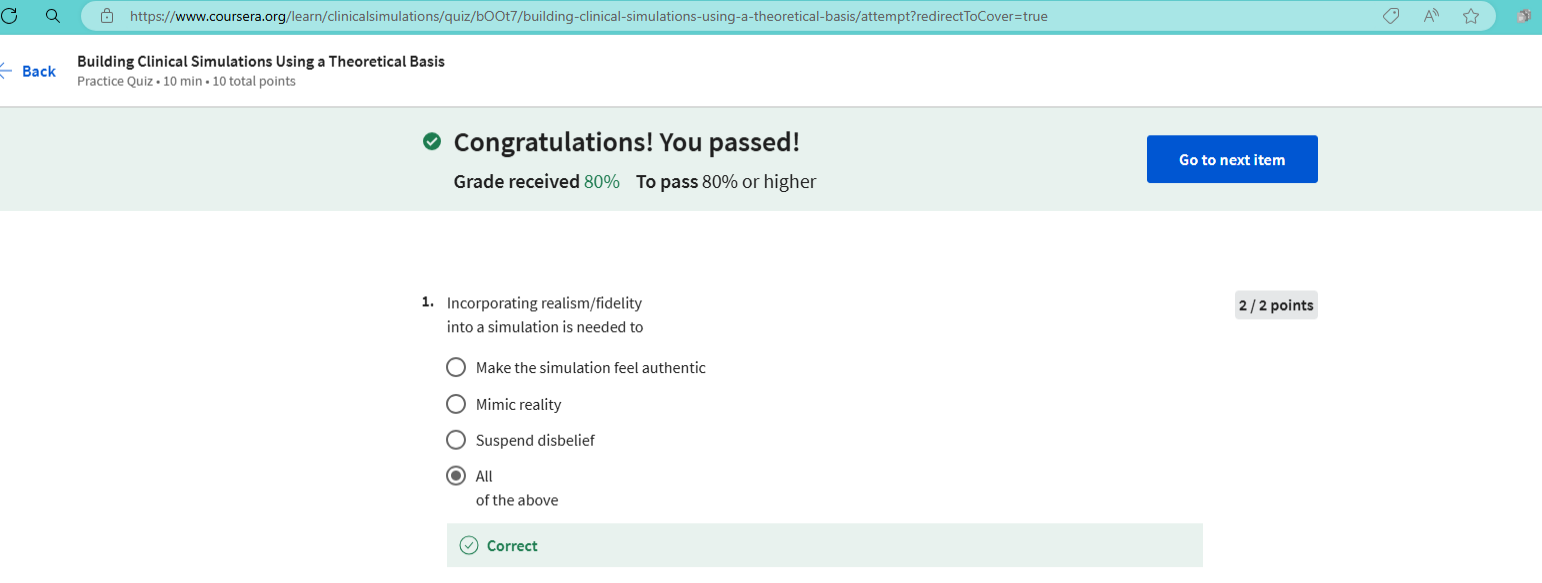 https://www.coursera.org/learn/clinicalsimulations/quiz/bOOt7/building-clinical-simulations-using-a-theoretical-basis/attempt?redirectToCover=true
Back
Building Clinical Simulations Using a Theoretical Basis
Practice Quiz • 10 min • 10 total points
Congratulations! You passed!
Grade received 80% To pass 80% or higher
Go to next item
1. Incorporating realism/fidelity
into a simulation is needed to
2 / 2 points
Make the simulation feel authentic
Mimic reality
Suspend disbelief
All
of the above
Correct